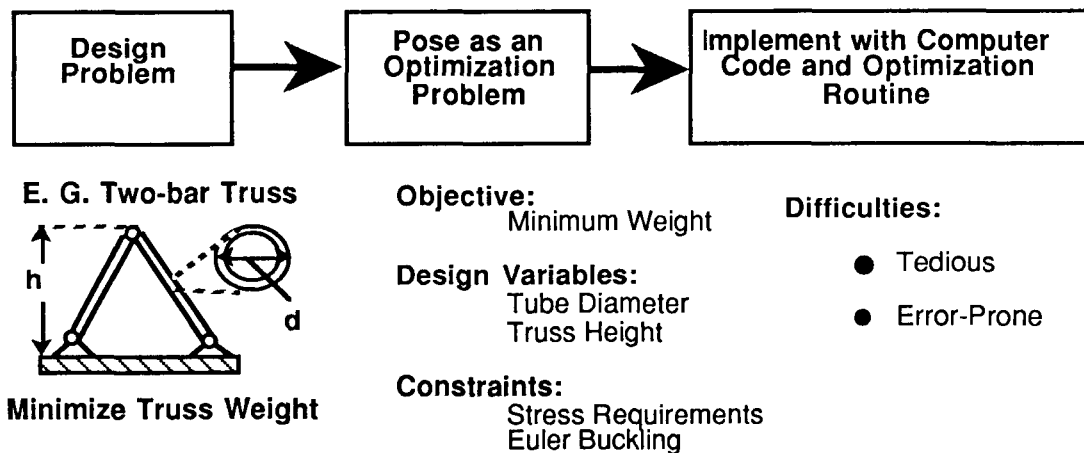 Design
Problem
Pose as an
Optimization
Problem
Implement with Computer
Code and Optimization
Routine
E. G. Two-bar Truss
h
d
Minimize Truss Weight
Objective:
Minimum Weight
Design Variables:
Tube Diameter
Truss Height
Constraints:
Stress Requirements
Euler Buckling
Difficulties:
● Tedious
● Error-Prone